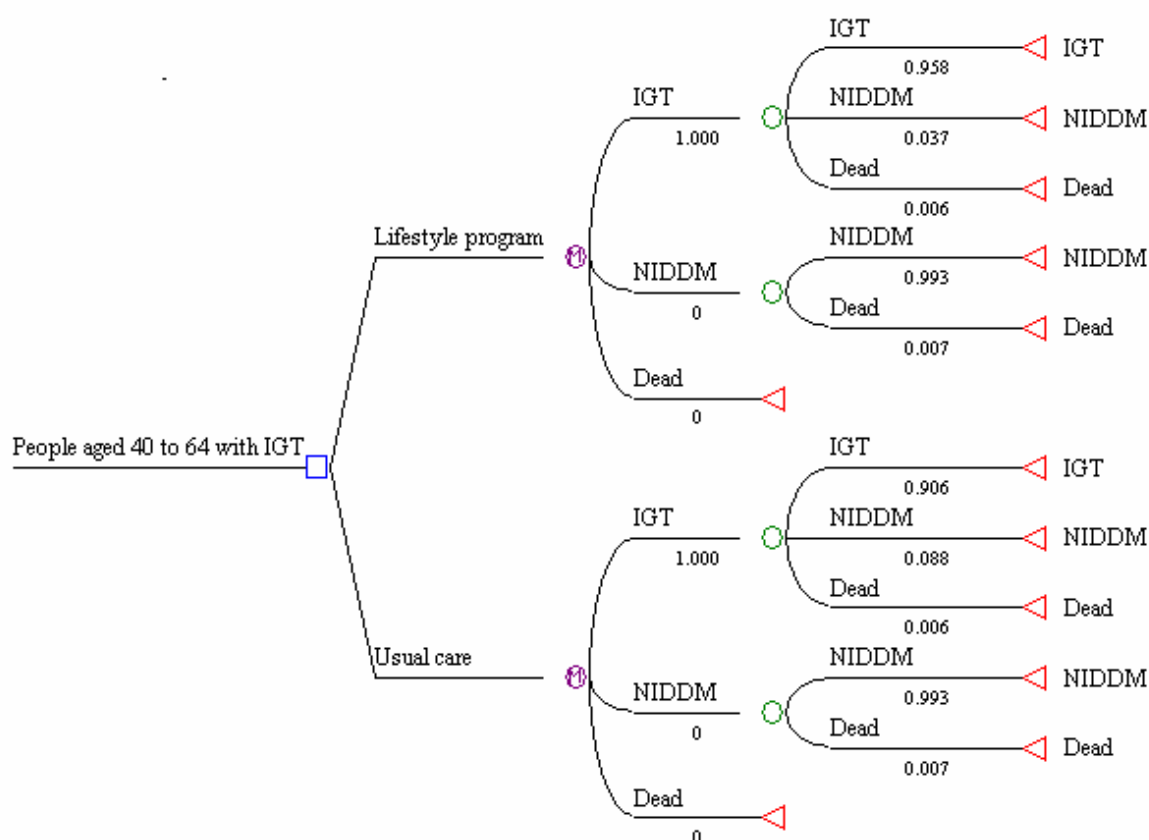 People aged 40 to 64 with IGT
Lifestyle program
IGT
1.000
IGT
0.958
IGT
NIDDM
0.037
NIDDM
Dead
0.006
Dead
NIDDM
0
NIDDM
0.993
NIDDM
Dead
0.007
Dead
Dead
0
Usual care
IGT
1.000
IGT
0.906
IGT
NIDDM
0.088
NIDDM
Dead
0.006
Dead
NIDDM
0
NIDDM
0.993
NIDDM
Dead
0.007
Dead
Dead
0